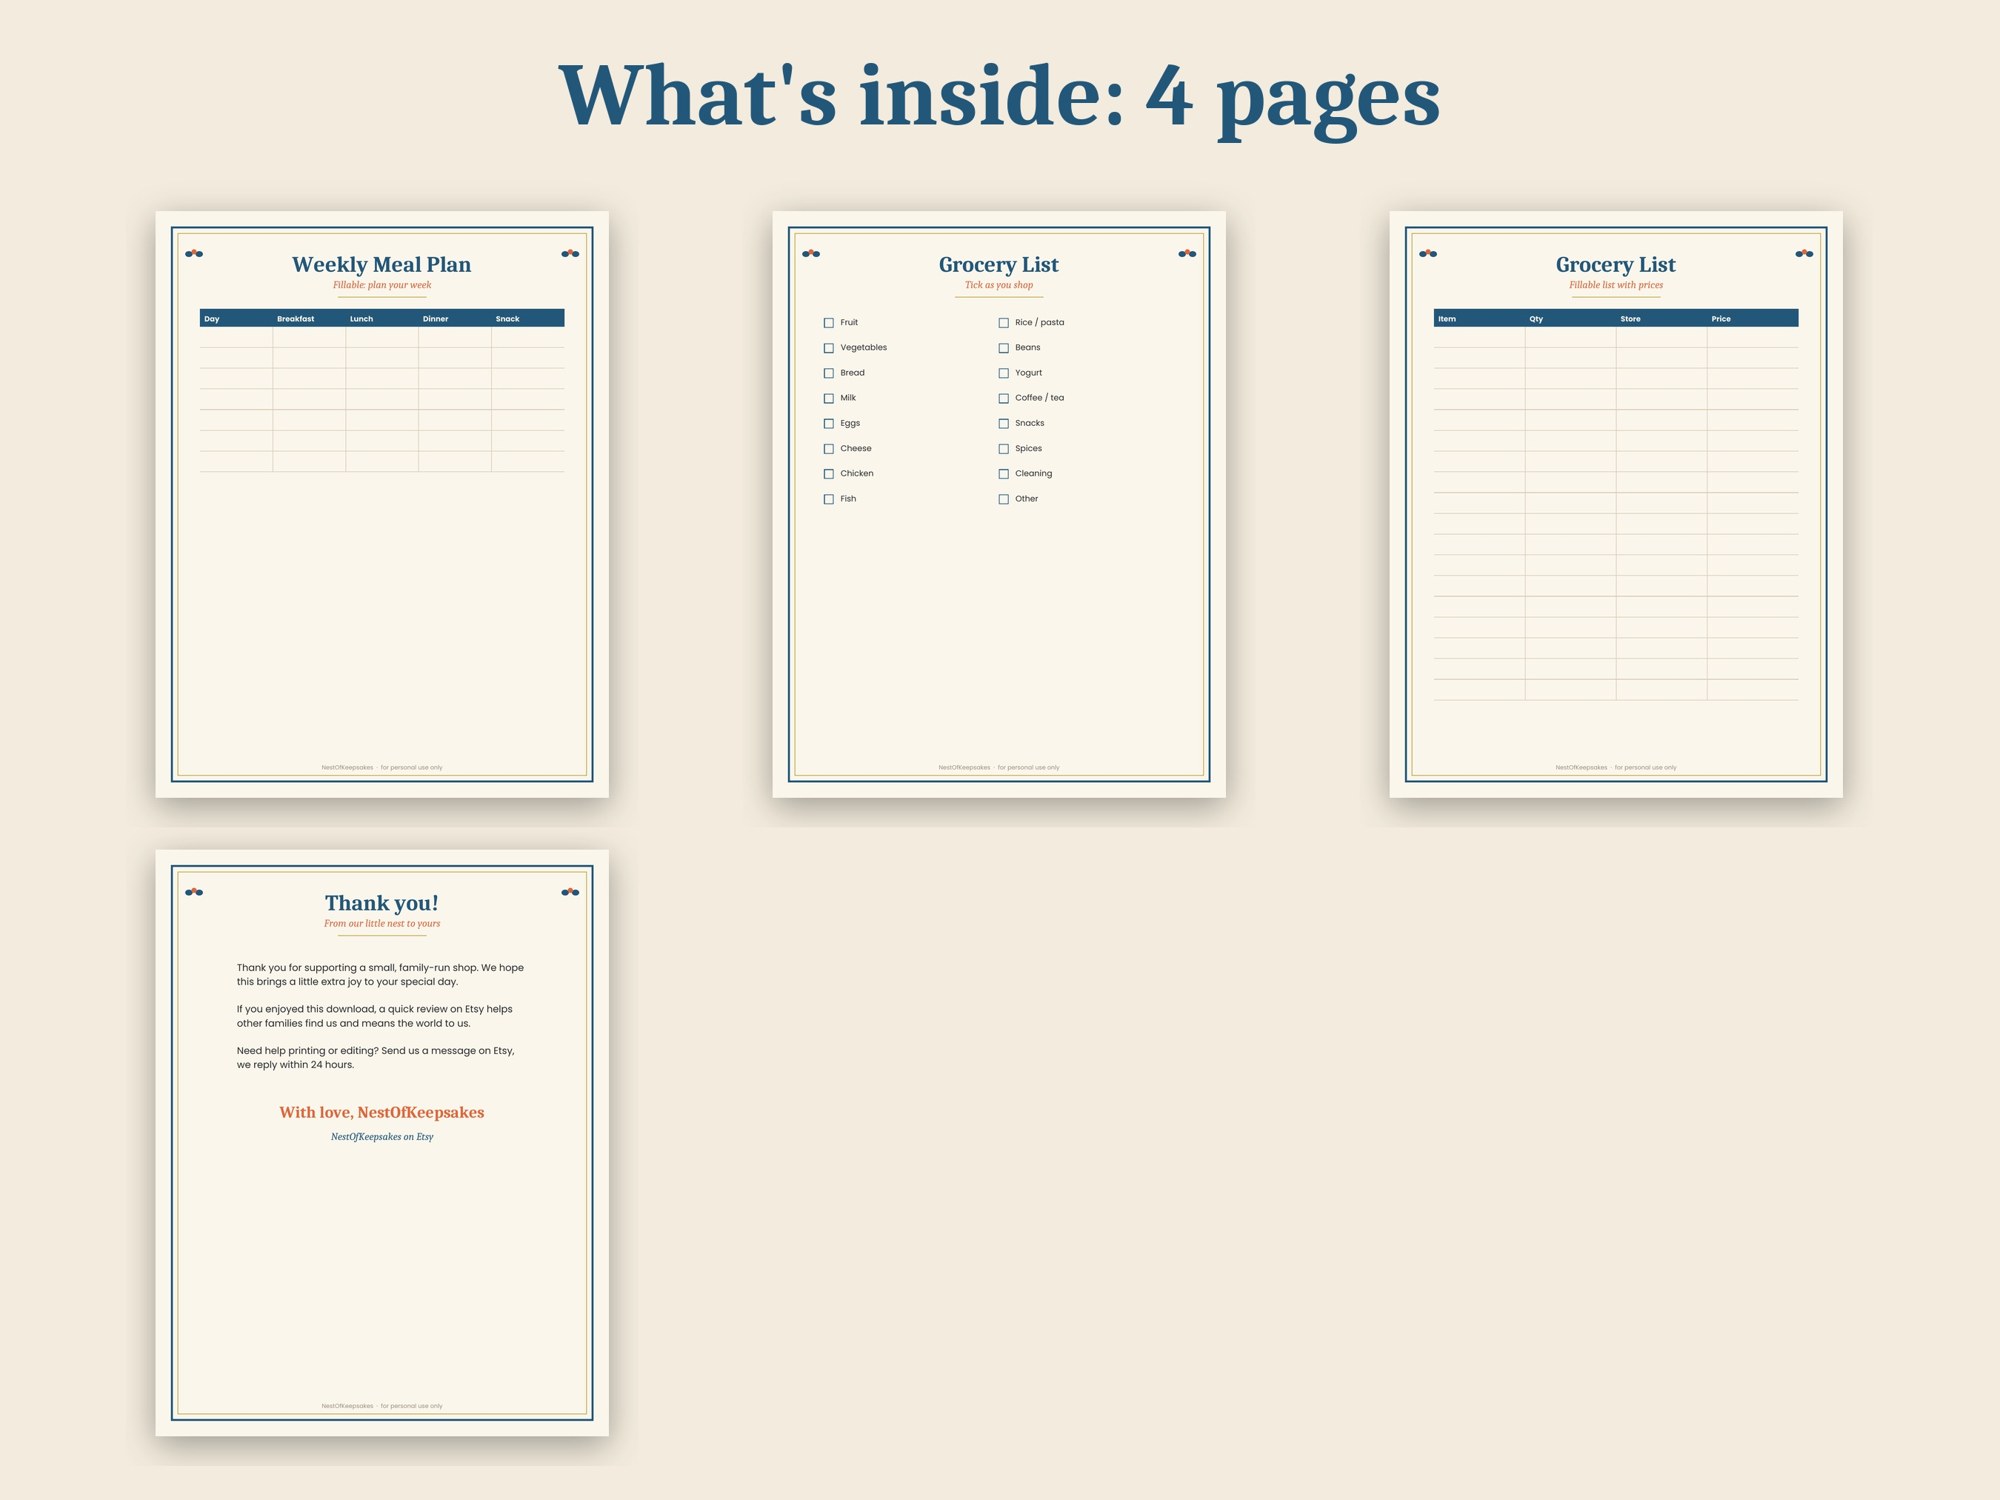 What's inside: 4 pages
Weekly Meal Plan
Fillable: plan your week
Day Breakfast Lunch Dinner Snack
NestOfKeepsakes · for personal use only
Grocery List
Tick as you shop
Fruit
Vegetables
Bread
Milk
Eggs
Cheese
Chicken
Fish
Rice / pasta
Beans
Yogurt
Coffee / tea
Snacks
Spices
Cleaning
Other
NestOfKeepsakes · for personal use only
Grocery List
Fillable list with prices
Item Qty Store Price
NestOfKeepsakes · for personal use only
Thank you!
From our little nest to yours
Thank you for supporting a small, family-run shop. We hope
this brings a little extra joy to your special day.
If you enjoyed this download, a quick review on Etsy helps
other families find us and means the world to us.
Need help printing or editing? Send us a message on Etsy,
we reply within 24 hours.
With love, NestOfKeepsakes
NestOfKeepsakes on Etsy
NestOfKeepsakes · for personal use only